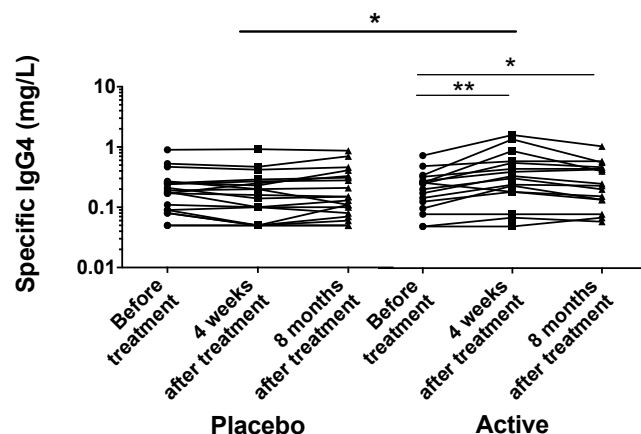 *
*
**
Specific IgG4 (mg/L)
10
1
0.1
0.01
Before
treatment
4 weeks
after treatment
8 months
after treatment
Before
treatment
4 weeks
after treatment
8 months
after treatment
Placebo
Active